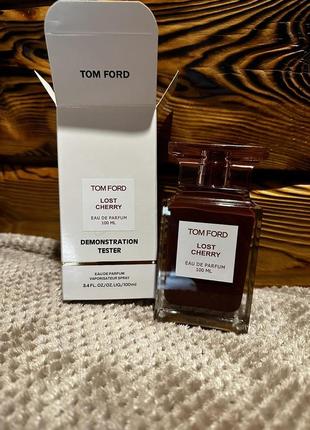 TOM FORD
TOM FORD
LOST
CHERRY
EAU DE PARFUM
100 ML
DEMONSTRATION
TESTER
EAU DE PARFUM
VAPORISATEUR SPRAY
3.4 FL. OZ/OZ. LIQ/100ml
TOM FORD
LOST
CHERRY
EAU DE PARFUM
100 ML